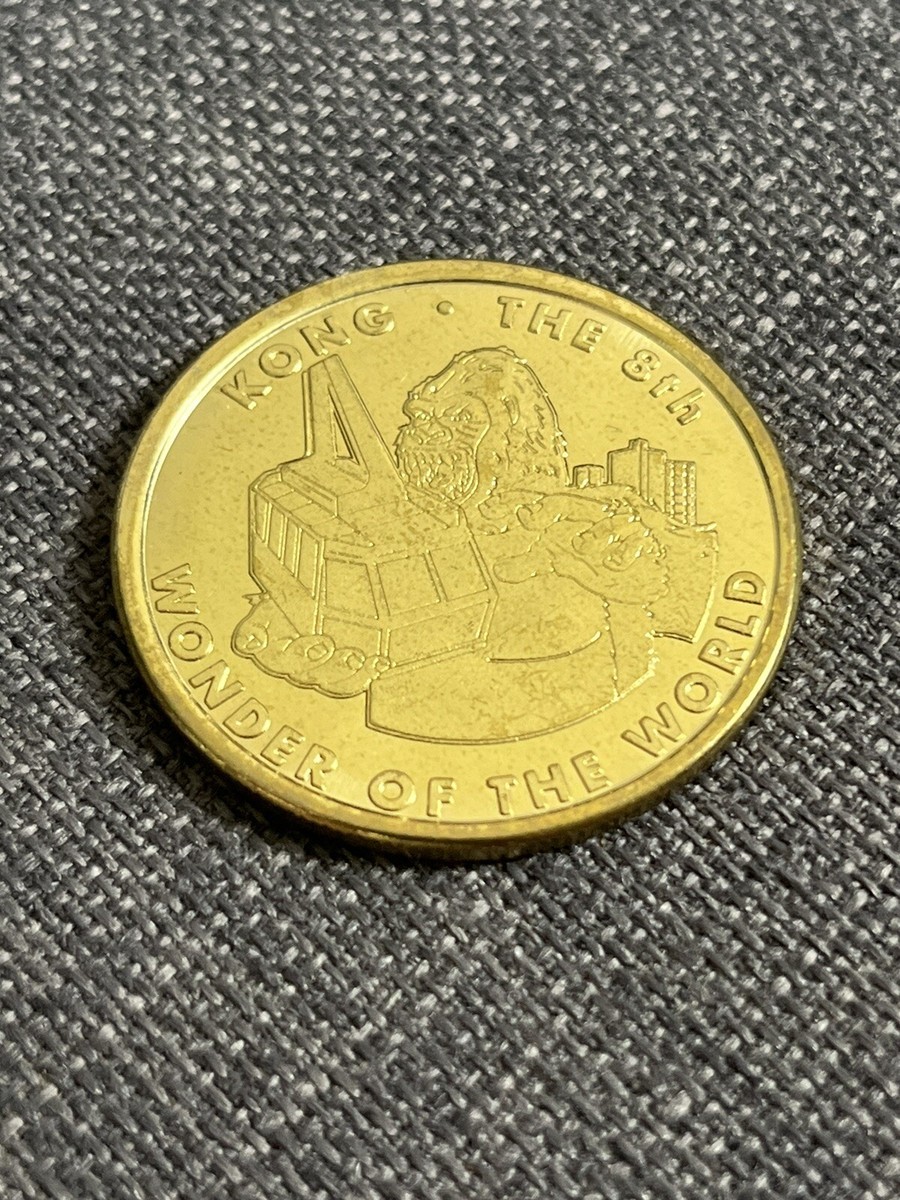 KONG • THE 8th
WONDER OF THE WORLD